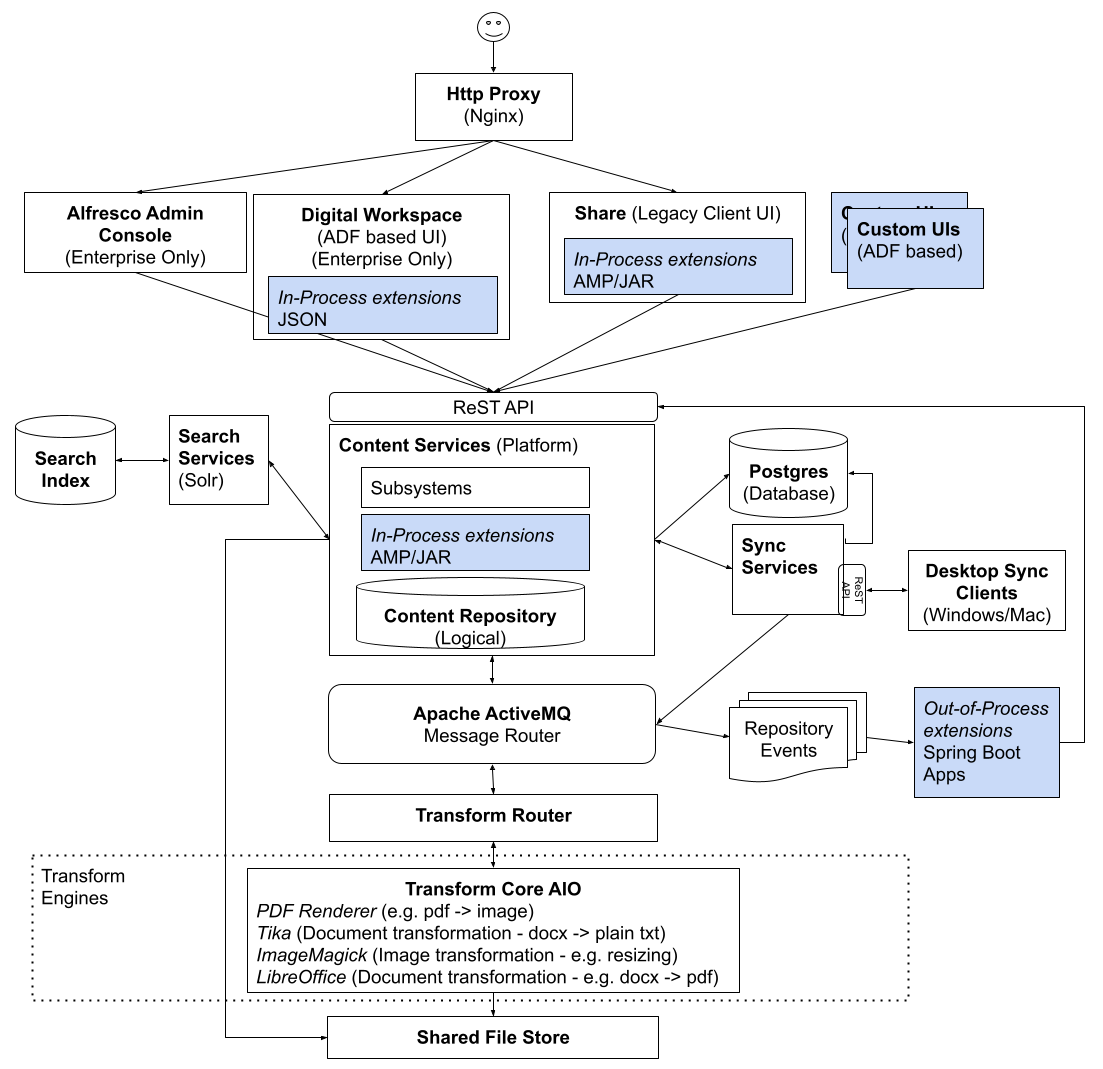 Http Proxy
(Nginx)
Alfresco Admin
Console
(Enterprise Only)
Digital Workspace
(ADF based UI)
(Enterprise Only)
In-Process extensions
JSON
Share (Legacy Client UI)
In-Process extensions
AMP/JAR
Custom UIs
(ADF based)
ReST API
Search
Index
Search
Services
(Solr)
Content Services (Platform)
Subsystems
In-Process extensions
AMP/JAR
Content Repository
(Logical)
Postgres
(Database)
Sync
Services
ReST
API
Desktop Sync
Clients
(Windows/Mac)
Apache ActiveMQ
Message Router
Repository
Events
Out-of-Process
extensions
Spring Boot
Apps
Transform Router
Transform
Engines
Transform Core AIO
PDF Renderer (e.g. pdf -> image)
Tika (Document transformation - docx -> plain txt)
ImageMagick (Image transformation - e.g. resizing)
LibreOffice (Document transformation - e.g. docx -> pdf)
Shared File Store